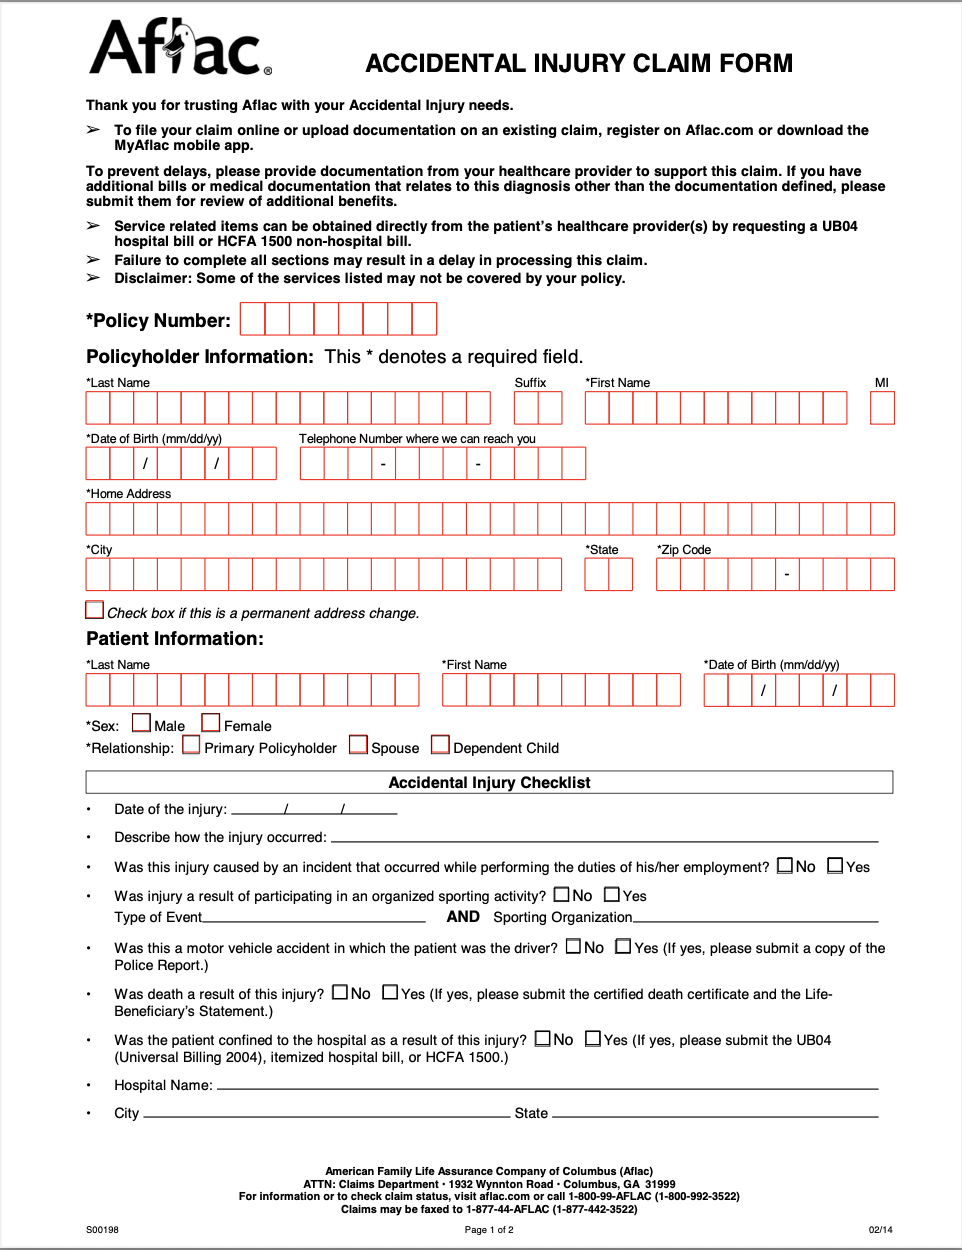 Aflac®
ACCIDENTAL INJURY CLAIM FORM
Thank you for trusting Aflac with your Accidental Injury needs.
➢ To file your claim online or upload documentation on an existing claim, register on Aflac.com or download the
MyAflac mobile app.
To prevent delays, please provide documentation from your healthcare provider to support this claim. If you have
additional bills or medical documentation that relates to this diagnosis other than the documentation defined, please
submit them for review of additional benefits.
➢ Service related items can be obtained directly from the patient's healthcare provider(s) by requesting a UB04
hospital bill or HCFA 1500 non-hospital bill.
➢ Failure to complete all sections may result in a delay in processing this claim.
➢ Disclaimer: Some of the services listed may not be covered by your policy.
*Policy Number:
Policyholder Information: This * denotes a required field.
*Last Name Suffix *First Name MI
*Date of Birth (mm/dd/yy) Telephone Number where we can reach you
/ / - -
*Home Address
*City *State *Zip Code
-
Check box if this is a permanent address change.
Patient Information:
*Last Name *First Name *Date of Birth (mm/dd/yy)
/ /
*Sex: Male Female
*Relationship: Primary Policyholder Spouse Dependent Child
Accidental Injury Checklist
• Date of the injury: ______/______/______
• Describe how the injury occurred: ______
• Was this injury caused by an incident that occurred while performing the duties of his/her employment? No Yes
• Was injury a result of participating in an organized sporting activity? No Yes
Type of Event______ AND Sporting Organization______
• Was this a motor vehicle accident in which the patient was the driver? No Yes (If yes, please submit a copy of the
Police Report.)
• Was death a result of this injury? No Yes (If yes, please submit the certified death certificate and the Life-
Beneficiary's Statement.)
• Was the patient confined to the hospital as a result of this injury? No Yes (If yes, please submit the UB04
(Universal Billing 2004), itemized hospital bill, or HCFA 1500.)
• Hospital Name: ______
• City ______ State ______
American Family Life Assurance Company of Columbus (Aflac)
ATTN: Claims Department • 1932 Wynnton Road • Columbus, GA 31999
For information or to check claim status, visit aflac.com or call 1-800-99-AFLAC (1-800-992-3522)
Claims may be faxed to 1-877-44-AFLAC (1-877-442-3522)
S00198 Page 1 of 2 02/14